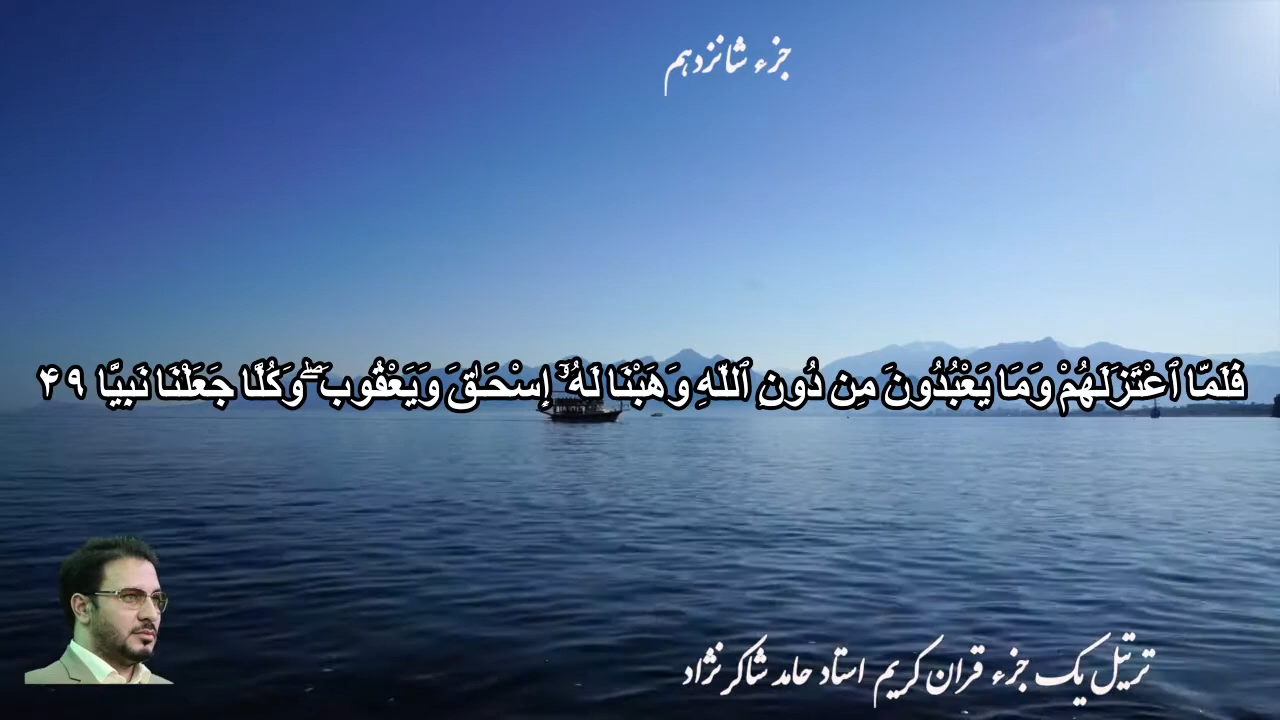 جزء شانزدهم
فَلَمَّا ٱعْتَزَلَهُمْ وَمَا يَعْبُدُونَ مِن دُونِ ٱللَّهِ وَهَبْنَا لَهُۥٓ إِسْحَـٰقَ وَيَعْقُوبَ ۖ وَكُلًّا جَعَلْنَا نَبِيًّا ۴۹
ترتیل یک جزء قران کریم استاد حامد شاکرنژاد